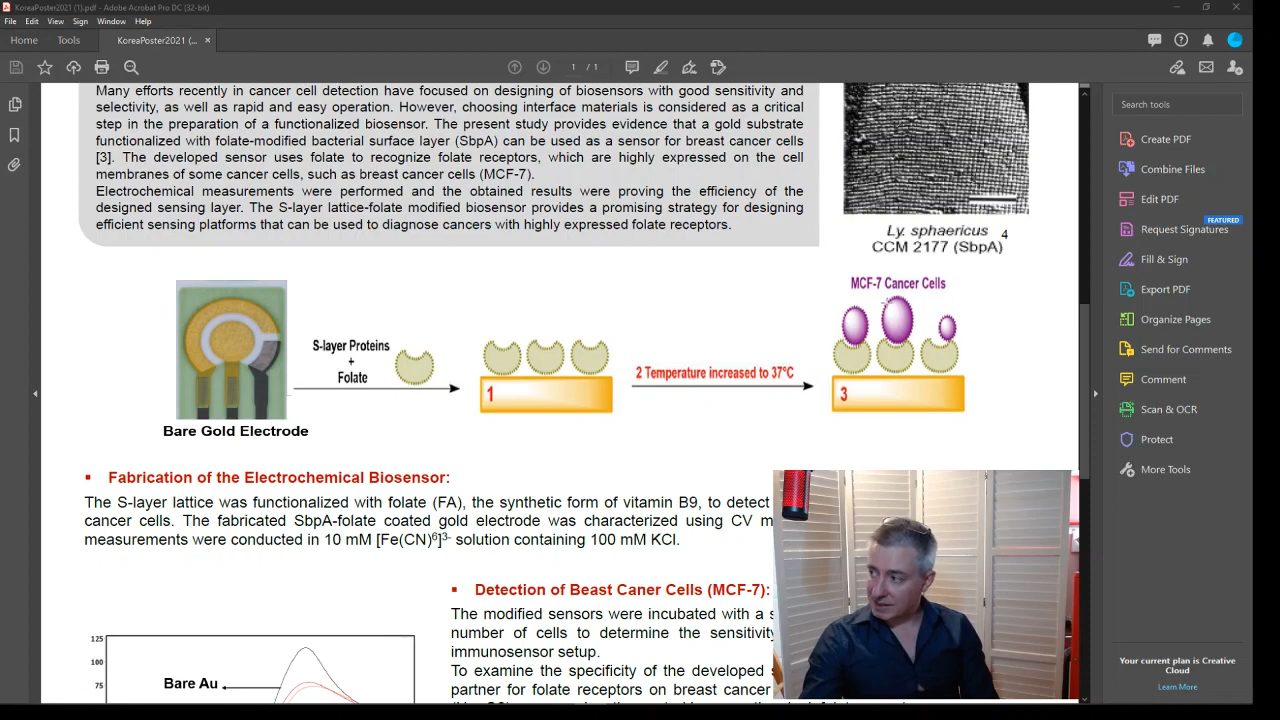 KoreaPoster2021 (1).pdf - Adobe Acrobat Pro DC (32-bit)
File Edit View Sign Window Help
Home Tools KoreaPoster2021 (... ×
1 / 1
Many efforts recently in cancer cell detection have focused on designing of biosensors with good sensitivity and
selectivity, as well as rapid and easy operation. However, choosing interface materials is considered as a critical
step in the preparation of a functionalized biosensor. The present study provides evidence that a gold substrate
functionalized with folate-modified bacterial surface layer (SbpA) can be used as a sensor for breast cancer cells
[3]. The developed sensor uses folate to recognize folate receptors, which are highly expressed on the cell
membranes of some cancer cells, such as breast cancer cells (MCF-7).
Electrochemical measurements were performed and the obtained results were proving the efficiency of the
designed sensing layer. The S-layer lattice-folate modified biosensor provides a promising strategy for designing
efficient sensing platforms that can be used to diagnose cancers with highly expressed folate receptors.
Ly. sphaericus 4
CCM 2177 (SbpA)
Bare Gold Electrode
S-layer Proteins
+
Folate
1
2 Temperature increased to 37°C
MCF-7 Cancer Cells
3
▪ Fabrication of the Electrochemical Biosensor:
The S-layer lattice was functionalized with folate (FA), the synthetic form of vitamin B9, to detect
cancer cells. The fabricated SbpA-folate coated gold electrode was characterized using CV m
measurements were conducted in 10 mM [Fe(CN)⁶]³⁻ solution containing 100 mM KCl.
▪ Detection of Beast Caner Cells (MCF-7):
The modified sensors were incubated with a s
number of cells to determine the sensitivity
immunosensor setup.
To examine the specificity of the developed s
partner for folate receptors on breast cancer
125
100
75
Bare Au
Search tools
Create PDF
Combine Files
Edit PDF
FEATURED
Request Signatures
Fill & Sign
Export PDF
Organize Pages
Send for Comments
Comment
Scan & OCR
Protect
More Tools
Your current plan is Creative
Cloud
Learn More